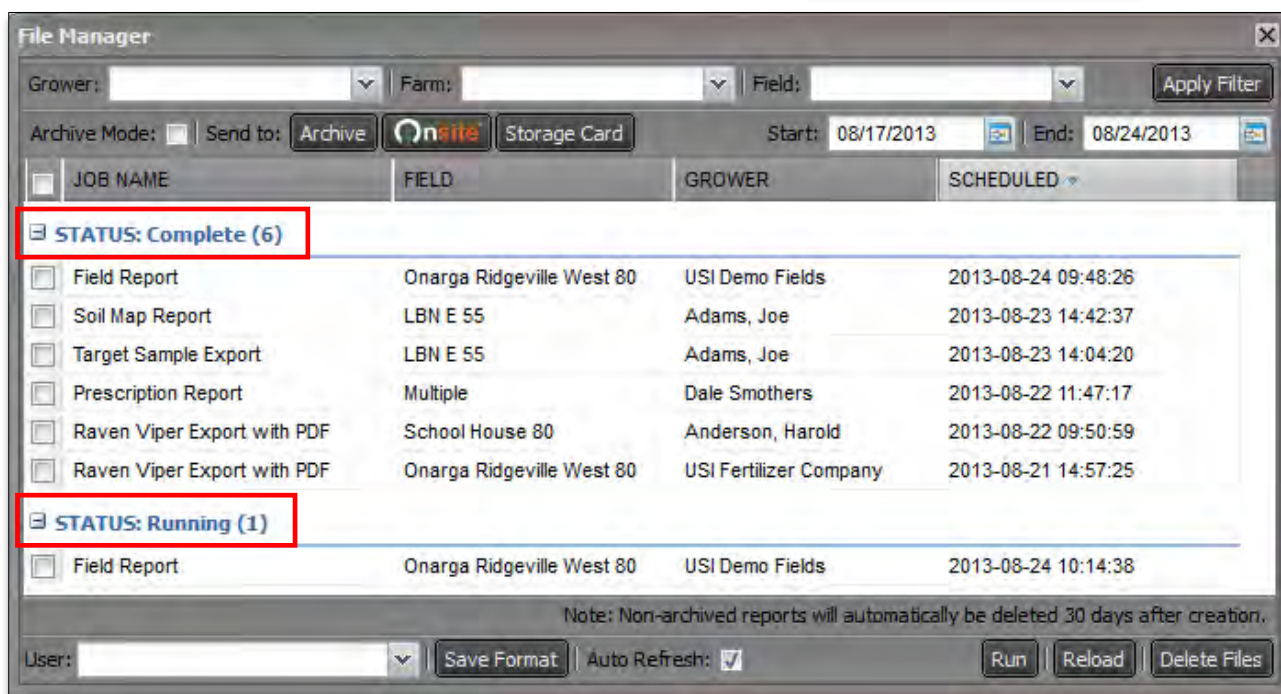 File Manager
Grower: Farm: Field: Apply Filter
Archive Mode: Send to: Archive Onsite Storage Card Start: 08/17/2013 End: 08/24/2013
JOB NAME FIELD GROWER SCHEDULED
STATUS: Complete (6)
Field Report Onarga Ridgeville West 80 USI Demo Fields 2013-08-24 09:48:26
Soil Map Report LBN E 55 Adams, Joe 2013-08-23 14:42:37
Target Sample Export LBN E 55 Adams, Joe 2013-08-23 14:04:20
Prescription Report Multiple Dale Smothers 2013-08-22 11:47:17
Raven Viper Export with PDF School House 80 Anderson, Harold 2013-08-22 09:50:59
Raven Viper Export with PDF Onarga Ridgeville West 80 USI Fertilizer Company 2013-08-21 14:57:25
STATUS: Running (1)
Field Report Onarga Ridgeville West 80 USI Demo Fields 2013-08-24 10:14:38
Note: Non-archived reports will automatically be deleted 30 days after creation.
User: Save Format Auto Refresh: Run Reload Delete Files